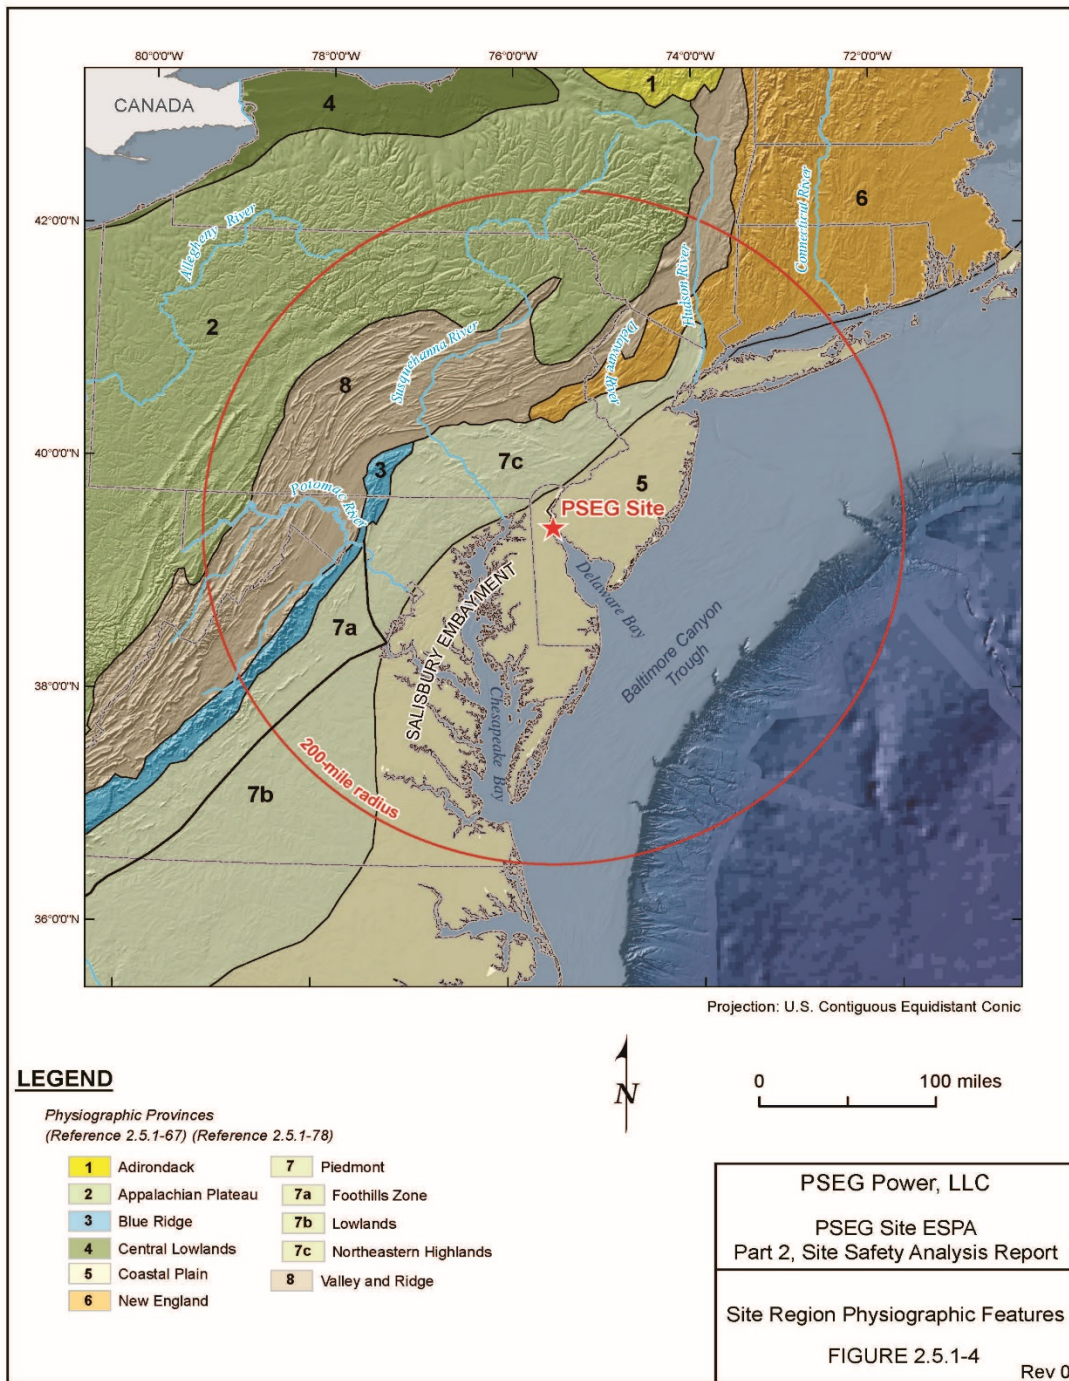 80°0'0"W
78°0'0"W
76°0'0"W
74°0'0"W
72°0'0"W
CANADA
4
1
6
42°0'0"N
Allegheny River
Connecticut River
Hudson River
2
Susquehanna River
Delaware River
8
40°0'0"N
3
7c
5
PSEG Site
Potomac River
Delaware Bay
SALISBURY EMBAYMENT
7a
Baltimore Canyon
Trough
38°0'0"N
Chesapeake Bay
200-mile radius
7b
36°0'0"N
Projection: U.S. Contiguous Equidistant Conic
N
0 100 miles
LEGEND
Physiographic Provinces
(Reference 2.5.1-67) (Reference 2.5.1-78)
1 Adirondack
2 Appalachian Plateau
3 Blue Ridge
4 Central Lowlands
5 Coastal Plain
6 New England
7 Piedmont
7a Foothills Zone
7b Lowlands
7c Northeastern Highlands
8 Valley and Ridge
PSEG Power, LLC
PSEG Site ESPA
Part 2, Site Safety Analysis Report
Site Region Physiographic Features
FIGURE 2.5.1-4
Rev 0